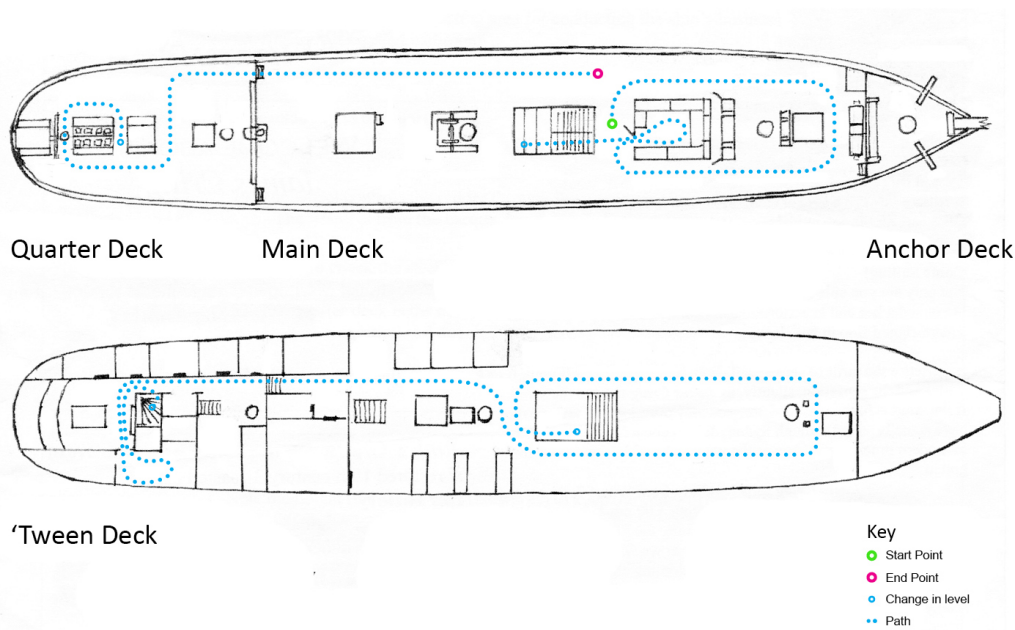 Quarter Deck
Main Deck
Anchor Deck
‘Tween Deck
Key
Start Point
End Point
Change in level
Path